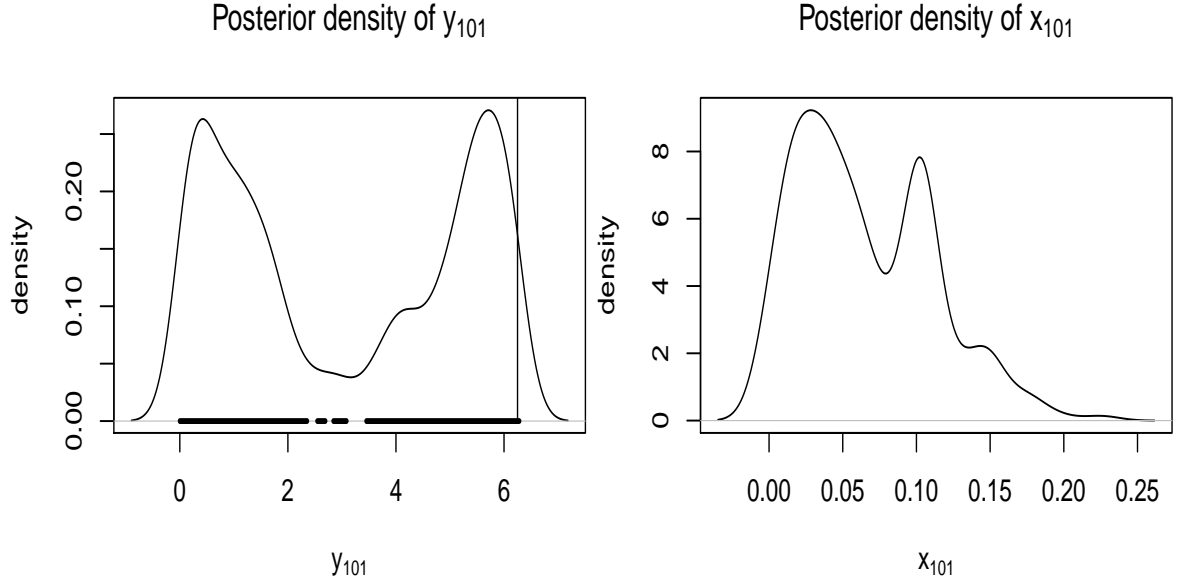 Posterior density of y101
density
0.00 0.10 0.20
0 2 4 6
y101
Posterior density of x101
density
0 2 4 6 8
0.00 0.05 0.10 0.15 0.20 0.25
x101